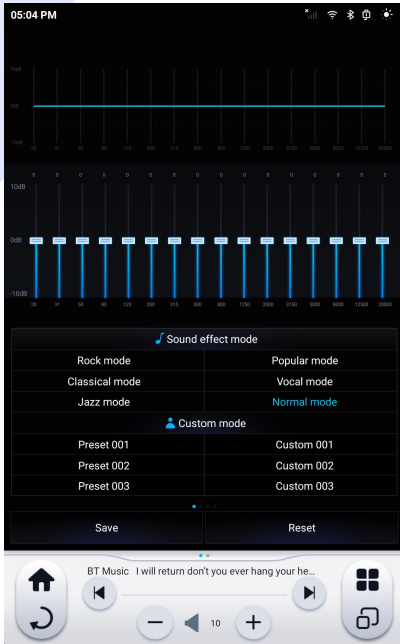 05:04 PM
10dB
0dB
-10dB
20 31 50 80 125 200 315 500 800 1250 2000 3150 5000 8000 12500 20000
0 0 0 0 0 0 0 0 0 0 0 0 0 0 0 0
10dB
0dB
-10dB
20 31 50 80 125 200 315 500 800 1250 2000 3150 5000 8000 12500 20000
Sound effect mode
Rock mode Popular mode
Classical mode Vocal mode
Jazz mode Normal mode
Custom mode
Preset 001 Custom 001
Preset 002 Custom 002
Preset 003 Custom 003
Save Reset
BT Music I will return don't you ever hang your he...
10